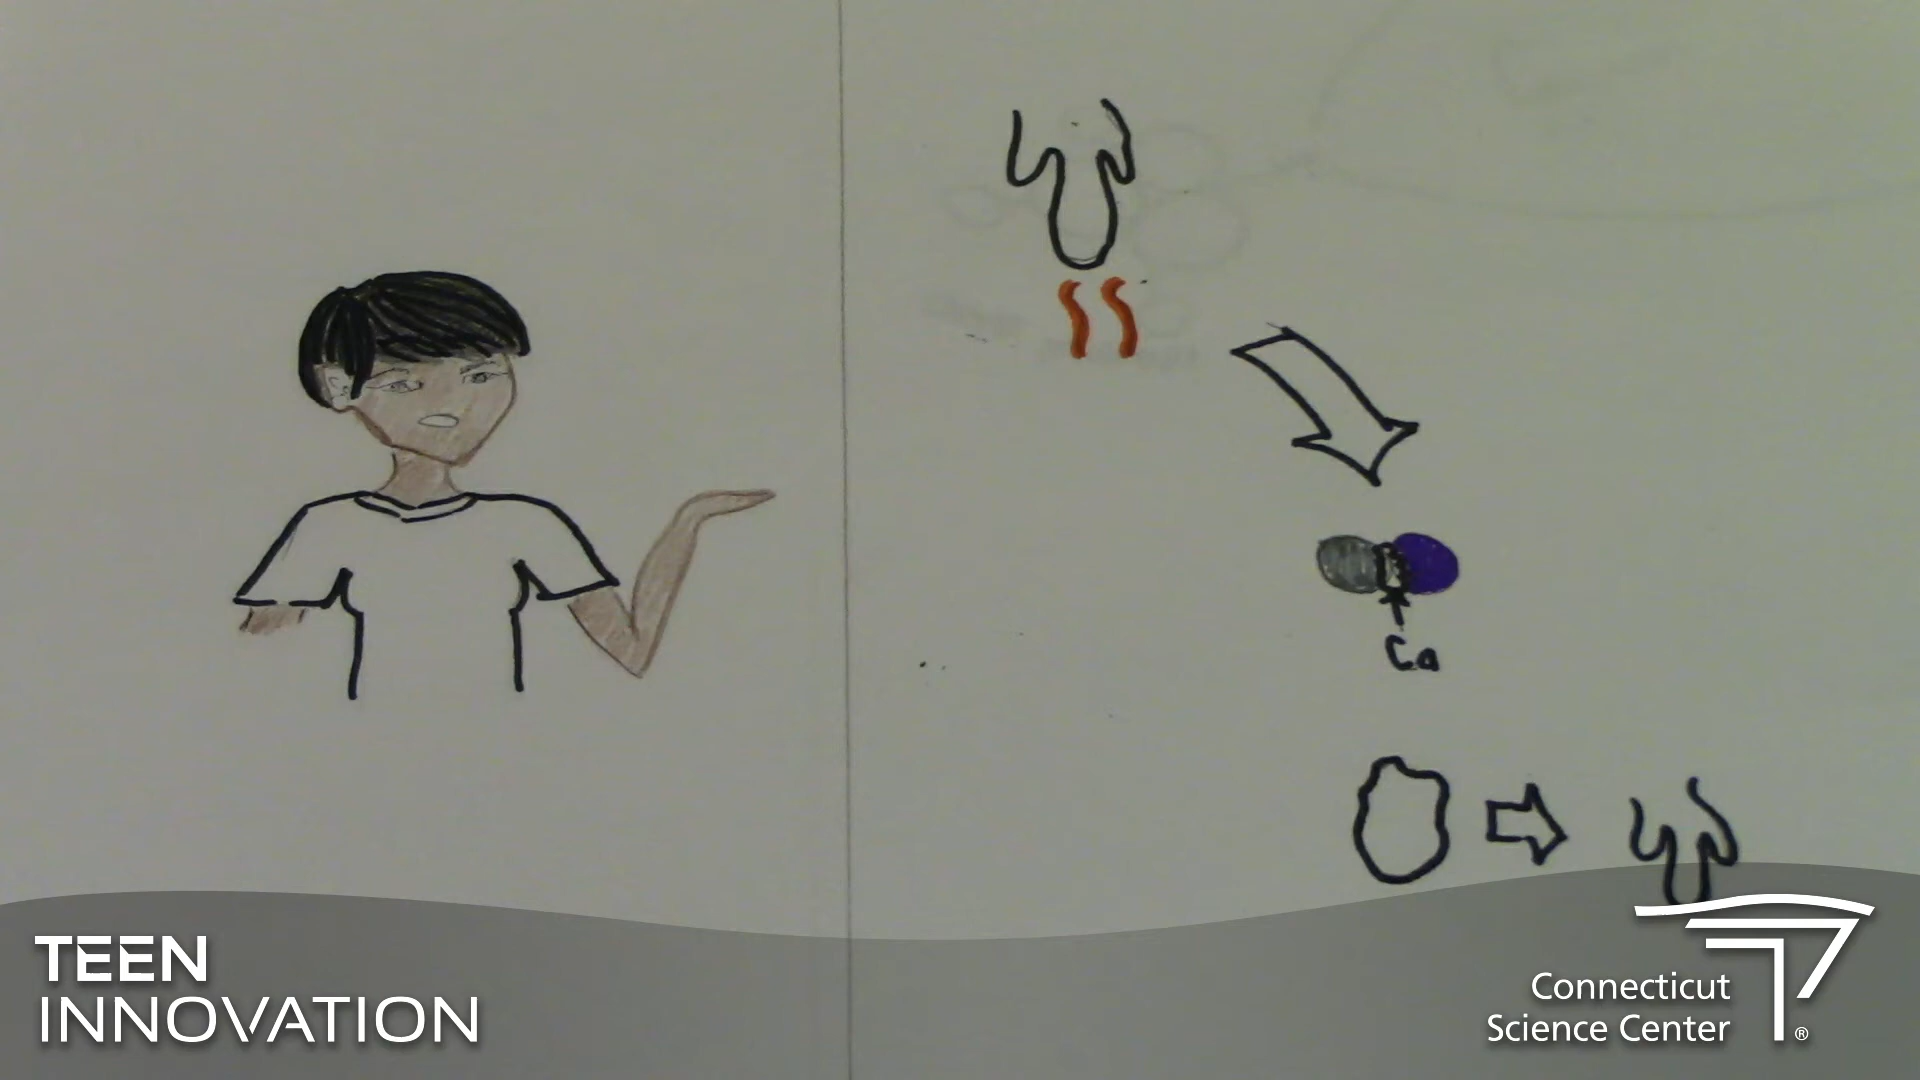 Ca
TEEN
INNOVATION
Connecticut
Science Center
®